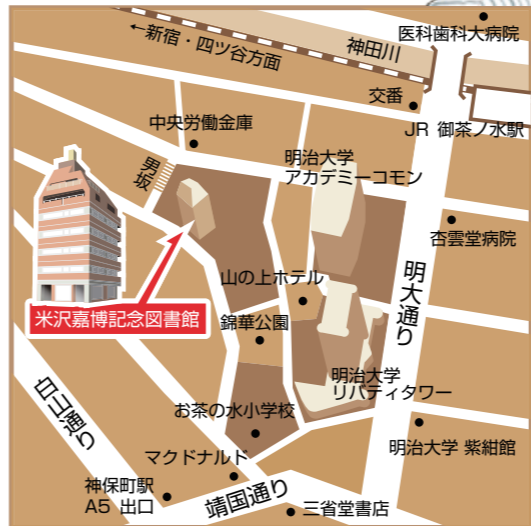 医科歯科大病院
←新宿・四ツ谷方面
神田川
交番
JR 御茶ノ水駅
中央労働金庫
男坂
明治大学
アカデミーコモン
杏雲堂病院
明大通り
山の上ホテル
米沢嘉博記念図書館
錦華公園
白山通り
明治大学
リバティタワー
お茶の水小学校
明治大学 紫紺館
マクドナルド
神保町駅
A5 出口
靖国通り
三省堂書店